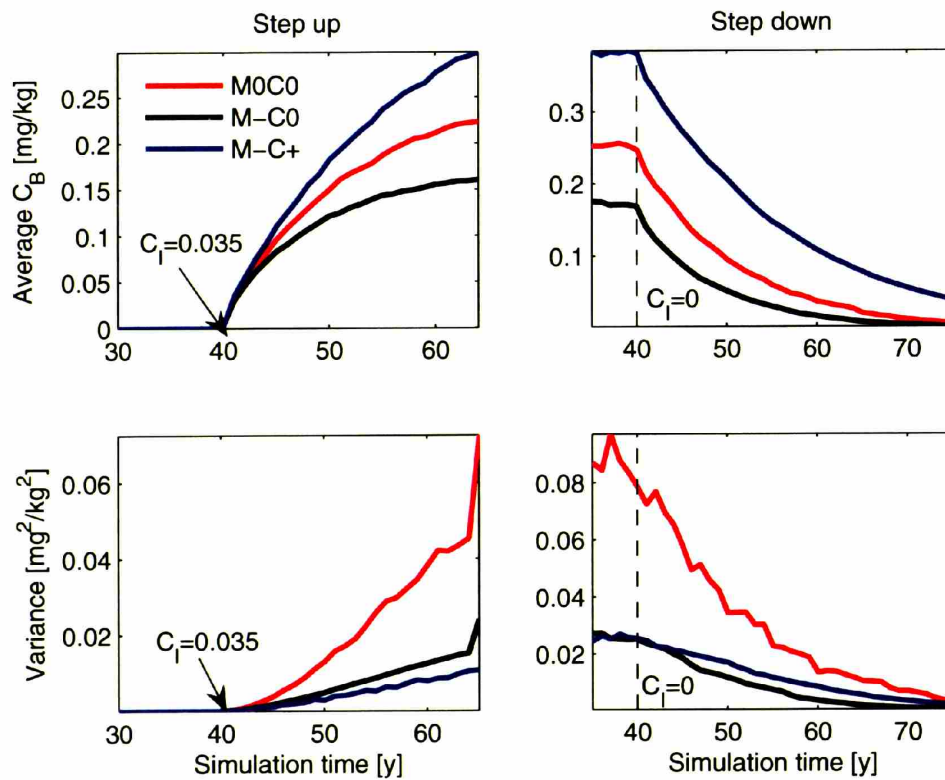 Step up
Step down
Average C_B [mg/kg]
0.25
0.2
0.15
0.1
0.05
0
M0C0
M−C0
M−C+
C_I=0.035
30
40
50
60
0.3
0.2
0.1
C_I=0
40
50
60
70
Variance [mg²/kg²]
0.06
0.04
0.02
C_I=0.035
30
40
50
60
Simulation time [y]
0.08
0.06
0.04
0.02
C_I=0
40
50
60
70
Simulation time [y]